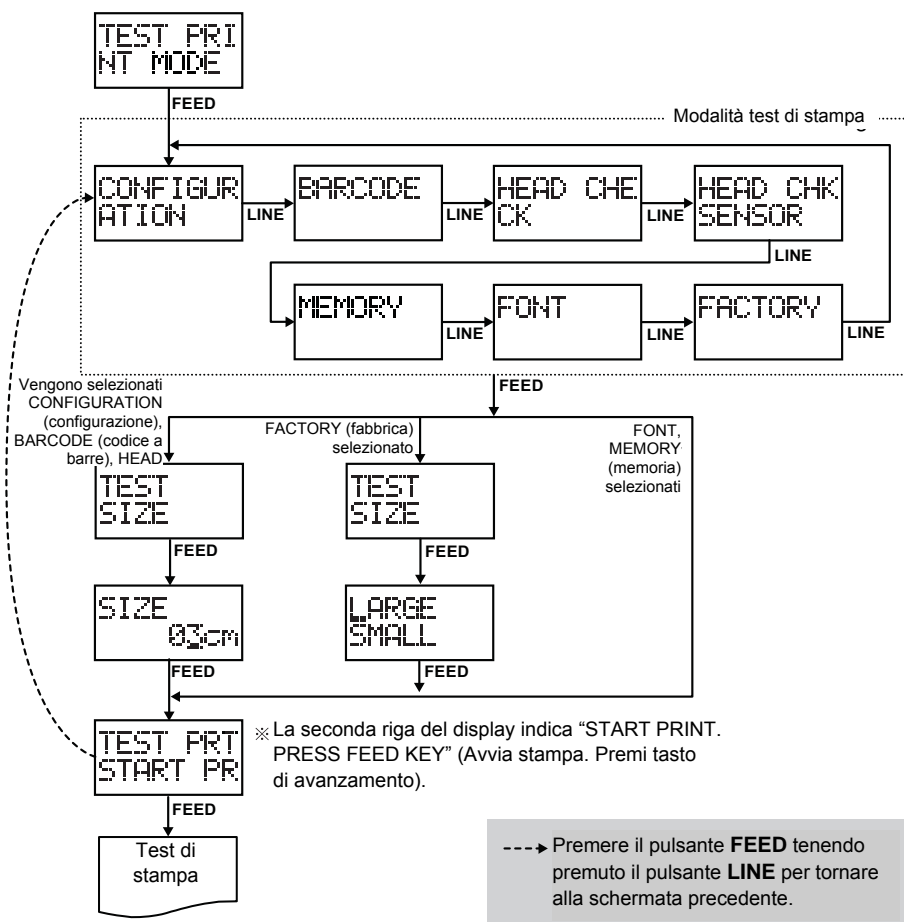 TEST PRI
NT MODE
FEED
Modalità test di stampa
CONFIGUR
ATION
LINE
BARCODE
LINE
HEAD CHE
CK
LINE
HEAD CHK
SENSOR
LINE
MEMORY
LINE
FONT
LINE
FACTORY
LINE
FEED
Vengono selezionati
CONFIGURATION
(configurazione),
BARCODE (codice a
barre), HEAD
FACTORY (fabbrica)
selezionato
FONT,
MEMORY
(memoria)
selezionati
TEST
SIZE
TEST
SIZE
FEED
FEED
SIZE
03cm
LARGE
SMALL
FEED
FEED
TEST PRT
START PR
※ La seconda riga del display indica “START PRINT.
PRESS FEED KEY” (Avvia stampa. Premi tasto
di avanzamento).
FEED
Test di
stampa
Premere il pulsante FEED tenendo
premuto il pulsante LINE per tornare
alla schermata precedente.